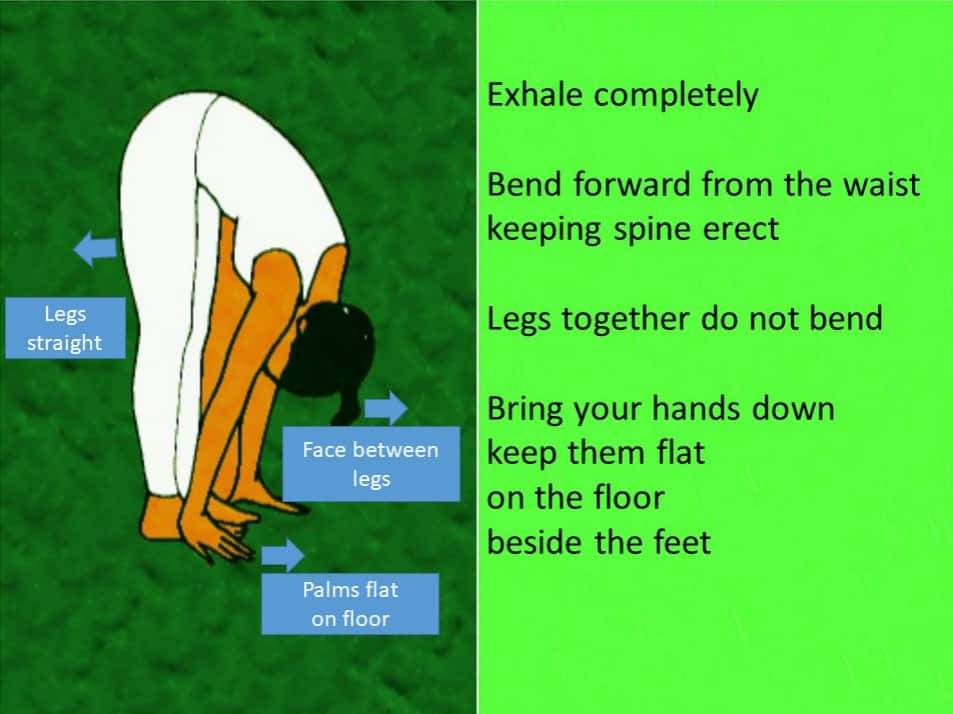 Legs
straight
Face between
legs
Palms flat
on floor
Exhale completely
Bend forward from the waist
keeping spine erect
Legs together do not bend
Bring your hands down
keep them flat
on the floor
beside the feet